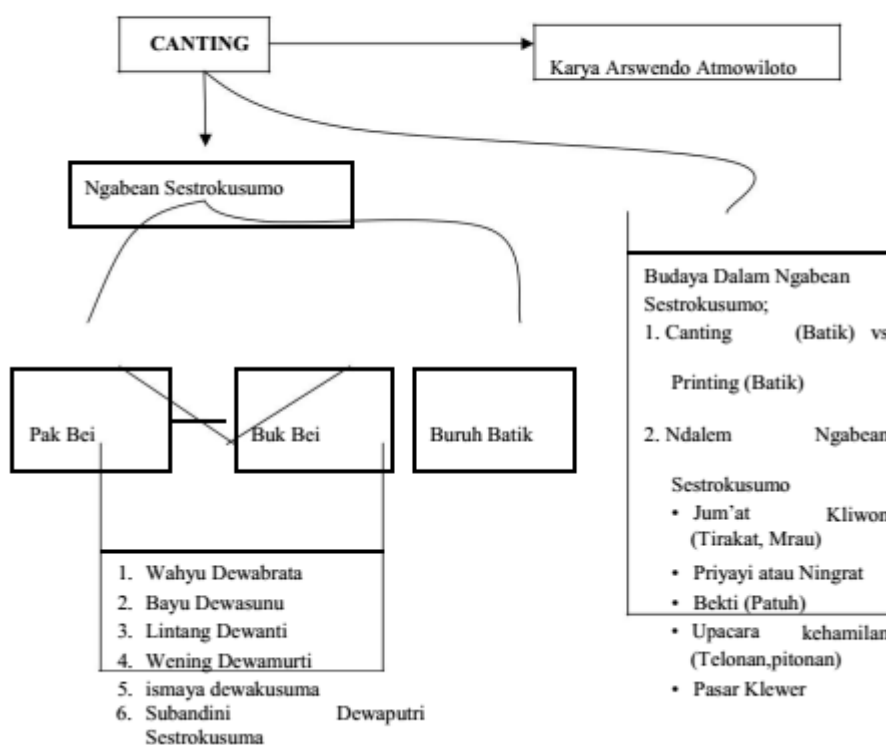 CANTING
Karya Arswendo Atmowiloto
Ngabean Sestrokusumo
Pak Bei
Buk Bei
Buruh Batik
1. Wahyu Dewabrata
2. Bayu Dewasunu
3. Lintang Dewanti
4. Wening Dewamurti
5. ismaya dewakusuma
6. Subandini Dewaputri
Sestrokusuma
Budaya Dalam Ngabean
Sestrokusumo;
1. Canting (Batik) vs
Printing (Batik)
2. Ndalem Ngabean
Sestrokusumo
• Jum’at Kliwon
(Tirakat, Mrau)
• Priyayi atau Ningrat
• Bekti (Patuh)
• Upacara kehamilan
(Telonan,pitonan)
• Pasar Klewer